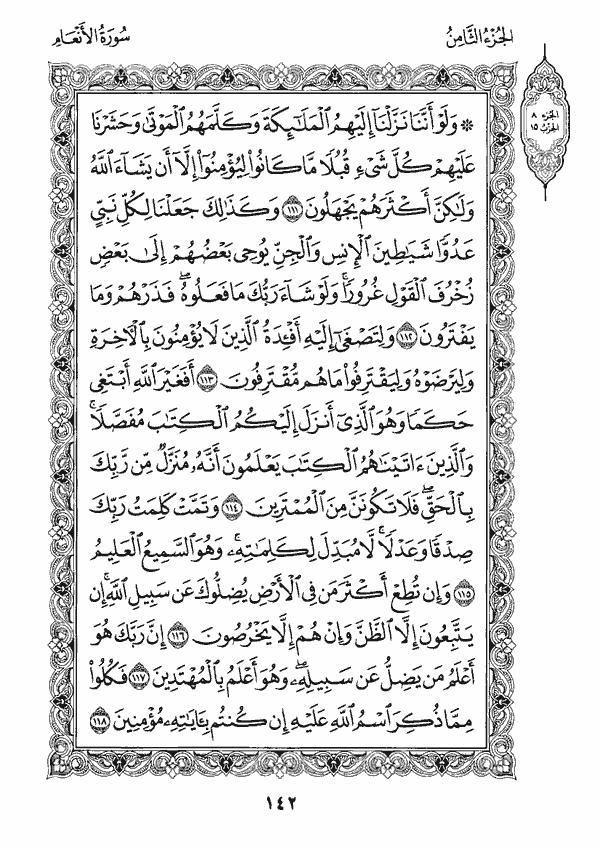 الجُزْءُ الثَّامِنُ
سُورَةُ الأَنْعَامِ
الجزء ٨
الحزب ١٥
۞ وَلَوْ أَنَّنَا نَزَّلْنَآ إِلَيْهِمُ ٱلْمَلَٰٓئِكَةَ وَكَلَّمَهُمُ ٱلْمَوْتَىٰ وَحَشَرْنَا
عَلَيْهِمْ كُلَّ شَىْءٍ قُبُلًا مَّا كَانُوا۟ لِيُؤْمِنُوٓا۟ إِلَّآ أَن يَشَآءَ ٱللَّهُ
وَلَٰكِنَّ أَكْثَرَهُمْ يَجْهَلُونَ ١١١ وَكَذَٰلِكَ جَعَلْنَا لِكُلِّ نَبِىٍّ
عَدُوًّا شَيَٰطِينَ ٱلْإِنسِ وَٱلْجِنِّ يُوحِى بَعْضُهُمْ إِلَىٰ بَعْضٍ
زُخْرُفَ ٱلْقَوْلِ غُرُورًا ۚ وَلَوْ شَآءَ رَبُّكَ مَا فَعَلُوهُ ۖ فَذَرْهُمْ وَمَا
يَفْتَرُونَ ١١٢ وَلِتَصْغَىٰٓ إِلَيْهِ أَفْـِٔدَةُ ٱلَّذِينَ لَا يُؤْمِنُونَ بِٱلْءَاخِرَةِ
وَلِيَرْضَوْهُ وَلِيَقْتَرِفُوا۟ مَا هُم مُّقْتَرِفُونَ ١١٣ أَفَغَيْرَ ٱللَّهِ أَبْتَغِى
حَكَمًا وَهُوَ ٱلَّذِىٓ أَنزَلَ إِلَيْكُمُ ٱلْكِتَٰبَ مُفَصَّلًا ۚ
وَٱلَّذِينَ ءَاتَيْنَٰهُمُ ٱلْكِتَٰبَ يَعْلَمُونَ أَنَّهُۥ مُنَزَّلٌ مِّن رَّبِّكَ
بِٱلْحَقِّ ۖ فَلَا تَكُونَنَّ مِنَ ٱلْمُمْتَرِينَ ١١٤ وَتَمَّتْ كَلِمَتُ رَبِّكَ
صِدْقًا وَعَدْلًا ۚ لَّا مُبَدِّلَ لِكَلِمَٰتِهِۦ ۚ وَهُوَ ٱلسَّمِيعُ ٱلْعَلِيمُ
١١٥ وَإِن تُطِعْ أَكْثَرَ مَن فِى ٱلْأَرْضِ يُضِلُّوكَ عَن سَبِيلِ ٱللَّهِ ۚ إِن
يَتَّبِعُونَ إِلَّا ٱلظَّنَّ وَإِنْ هُمْ إِلَّا يَخْرُصُونَ ١١٦ إِنَّ رَبَّكَ هُوَ
أَعْلَمُ مَن يَضِلُّ عَن سَبِيلِهِۦ ۖ وَهُوَ أَعْلَمُ بِٱلْمُهْتَدِينَ ١١٧ فَكُلُوا۟
مِمَّا ذُكِرَ ٱسْمُ ٱللَّهِ عَلَيْهِ إِن كُنتُم بِـَٔايَٰتِهِۦ مُؤْمِنِينَ ١١٨
١٤٢